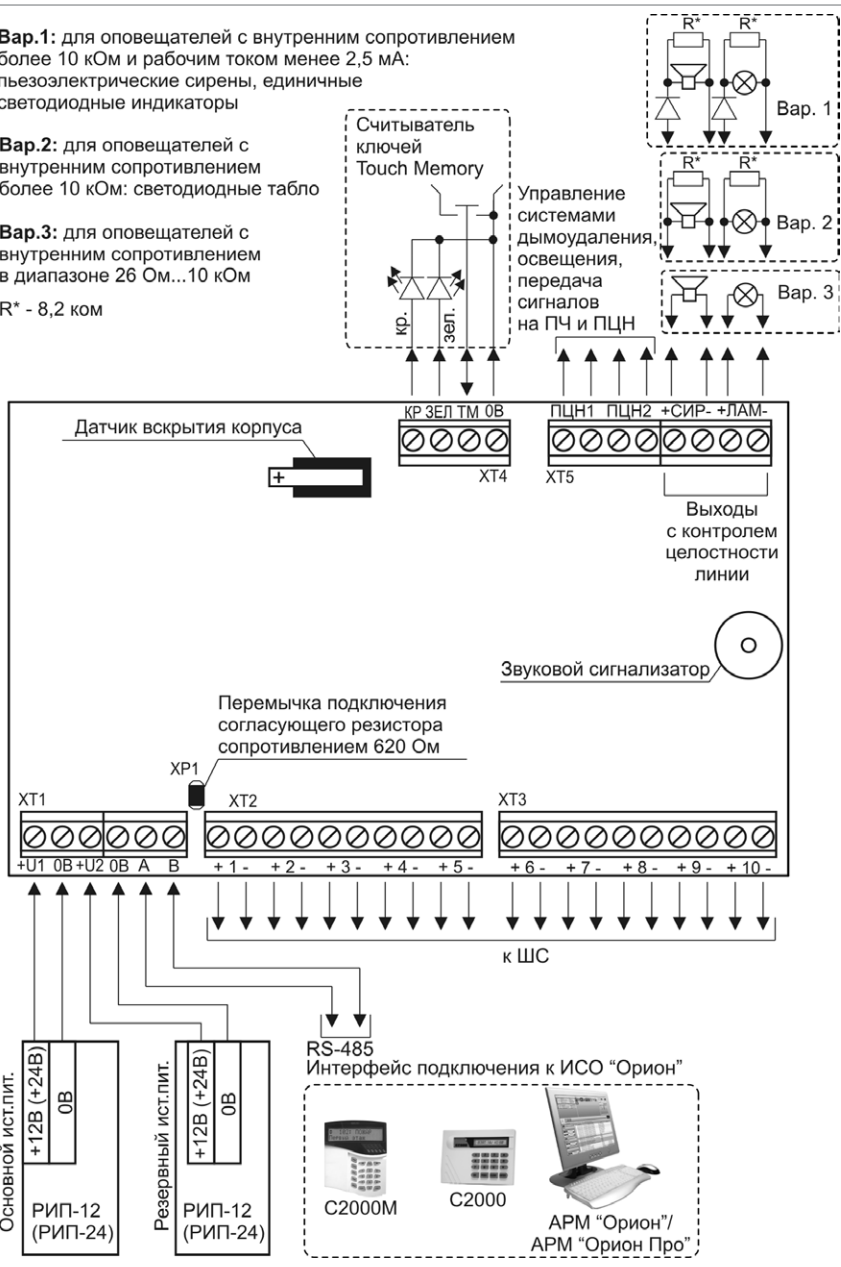 Вар.1: для оповещателей с внутренним сопротивлением
более 10 кОм и рабочим током менее 2,5 мА:
пьезоэлектрические сирены, единичные
светодиодные индикаторы
Вар.2: для оповещателей с
внутренним сопротивлением
более 10 кОм: светодиодные табло
Вар.3: для оповещателей с
внутренним сопротивлением
в диапазоне 26 Ом...10 кОм
R* - 8,2 ком
Считыватель
ключей
Touch Memory
кр.
зел.
Управление
системами
дымоудаления,
освещения,
передача
сигналов
на ПЧ и ПЦН
R* R*
Вар. 1
R* R*
Вар. 2
Вар. 3
КР ЗЕЛ ТМ 0В
XT4
ПЦН1 ПЦН2 +СИР- +ЛАМ-
XT5
Датчик вскрытия корпуса
+
Выходы
с контролем
целостности
линии
Звуковой сигнализатор
Перемычка подключения
согласующего резистора
сопротивлением 620 Ом
XP1
XT1
XT2
XT3
+U1 0В +U2 0В А В
+ 1 - + 2 - + 3 - + 4 - + 5 -
+ 6 - + 7 - + 8 - + 9 - + 10 -
к ШС
RS-485
Интерфейс подключения к ИСО “Орион”
Основной ист.пит.
+12В (+24В)
0В
РИП-12
(РИП-24)
Резервный ист.пит.
+12В (+24В)
0В
РИП-12
(РИП-24)
С2000М
С2000
АРМ “Орион”/
АРМ “Орион Про”